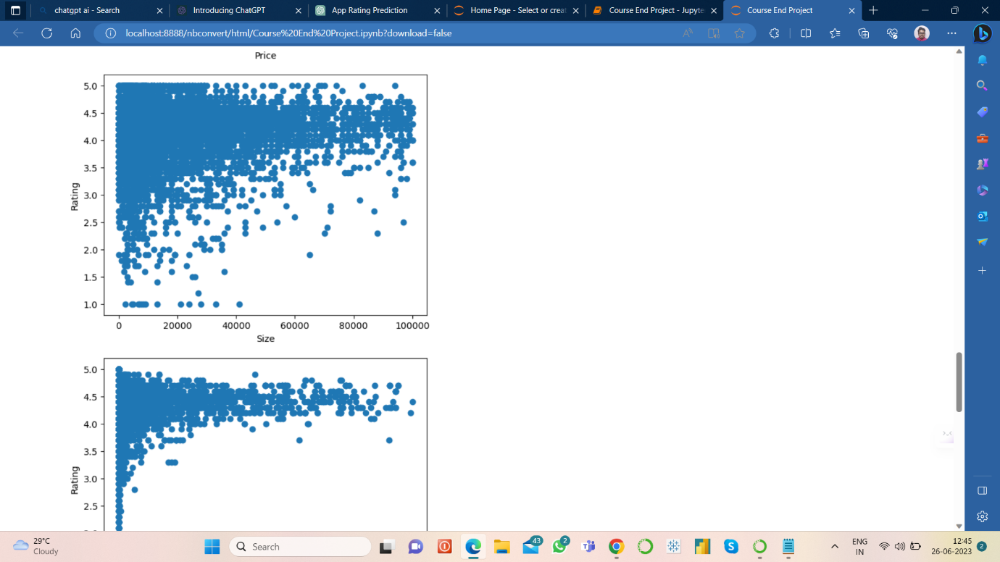 chatgpt ai - Search
Introducing ChatGPT
App Rating Prediction
Home Page - Select or creat
Course End Project - Jupyte
Course End Project
localhost:8888/nbconvert/html/Course%20End%20Project.ipynb?download=false
Price
5.0
4.5
4.0
3.5
3.0
2.5
2.0
1.5
1.0
Rating
0 20000 40000 60000 80000 100000
Size
5.0
4.5
4.0
3.5
3.0
2.5
Rating
29°C
Cloudy
Search
43
2
ENG
IN
12:45
26-06-2023
2